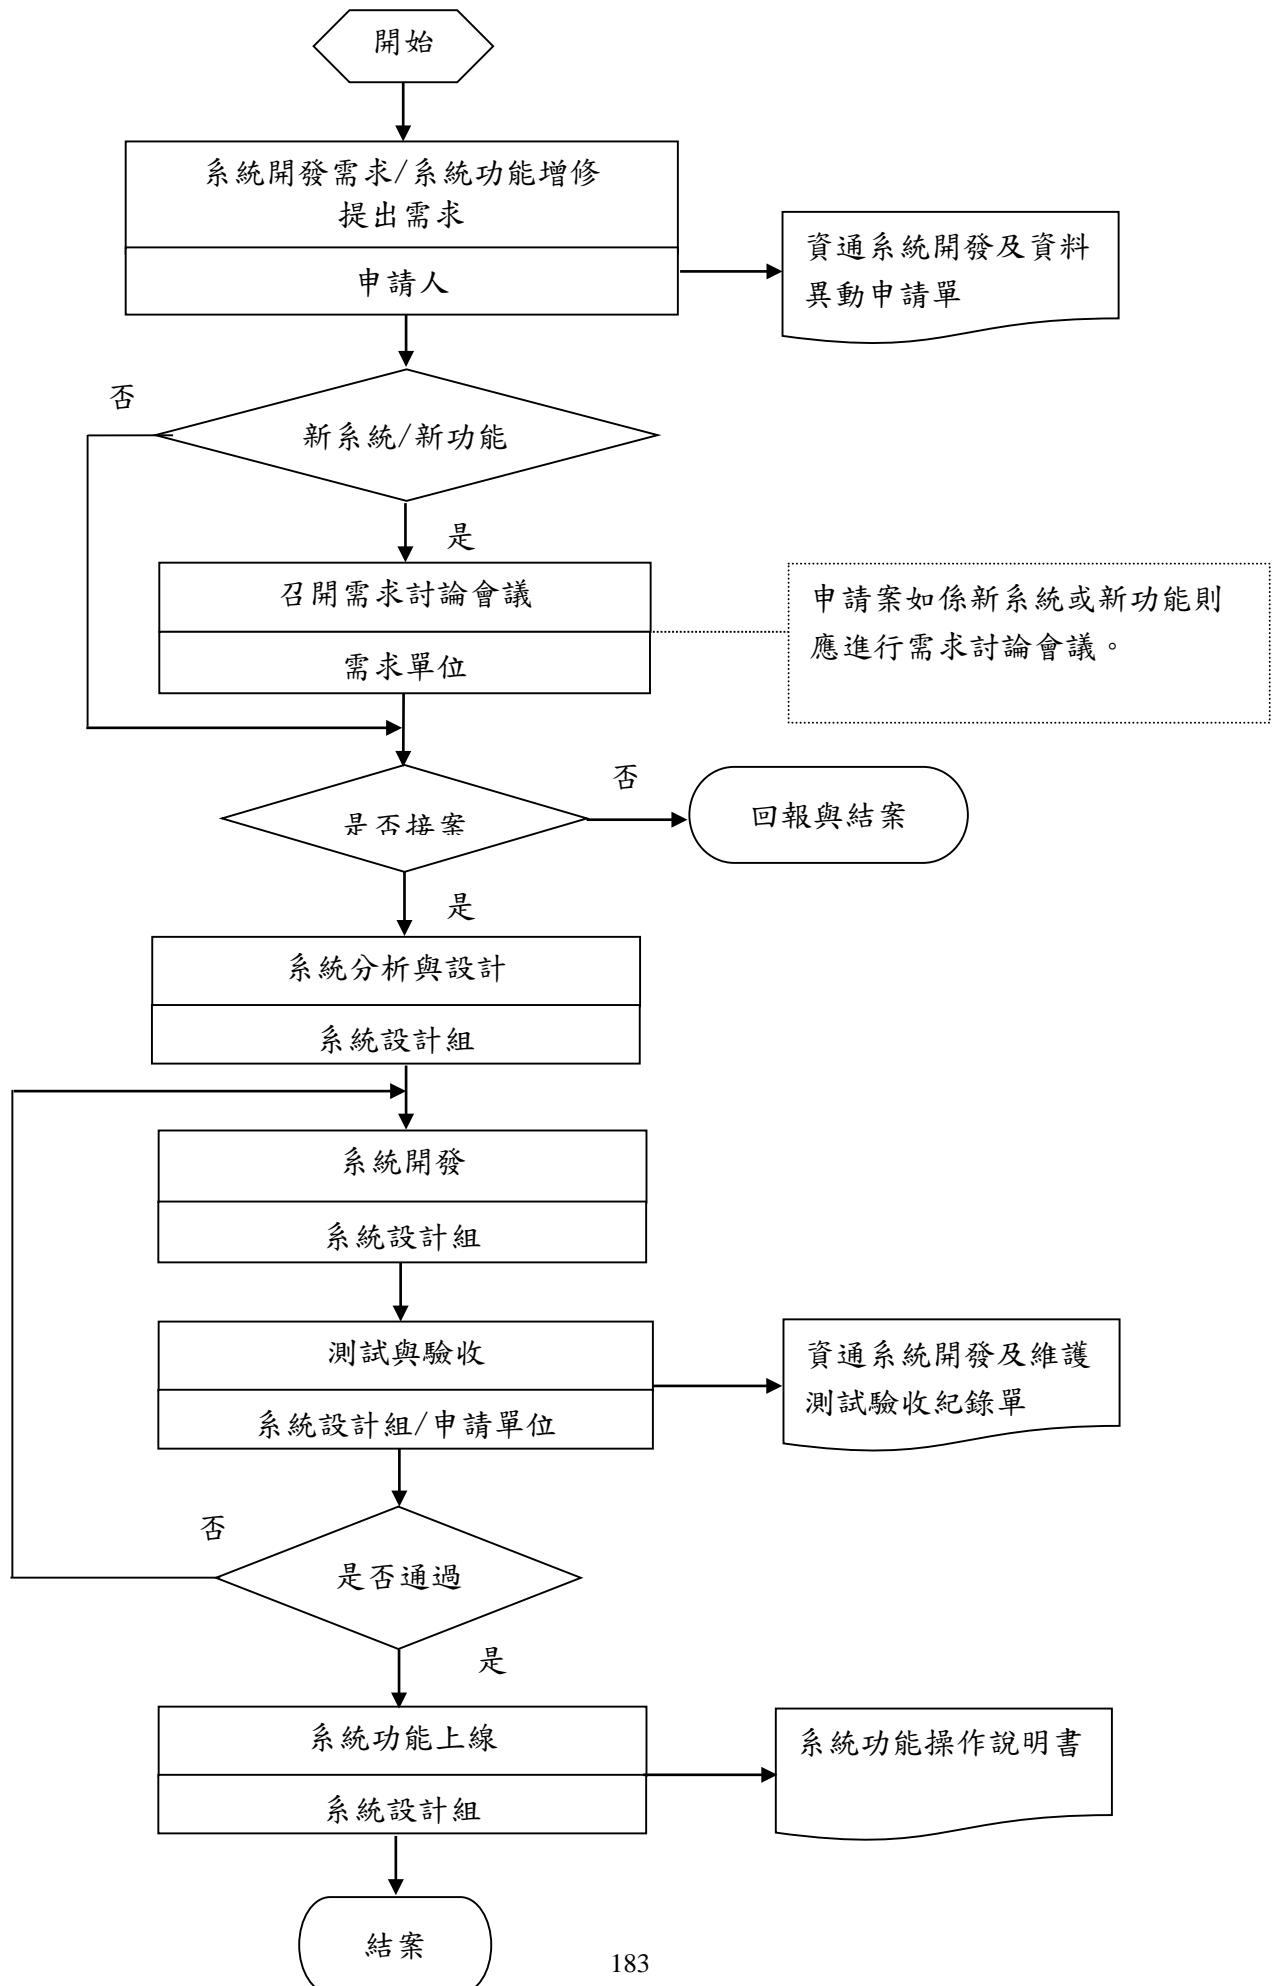 開始
系統開發需求/系統功能增修
提出需求
申請人
資通系統開發及資料
異動申請單
否
新系統/新功能
是
召開需求討論會議
需求單位
申請案如係新系統或新功能則
應進行需求討論會議。
是否接案
否
回報與結案
是
系統分析與設計
系統設計組
系統開發
系統設計組
測試與驗收
系統設計組/申請單位
資通系統開發及維護
測試驗收紀錄單
否
是否通過
是
系統功能上線
系統設計組
系統功能操作說明書
結案
183